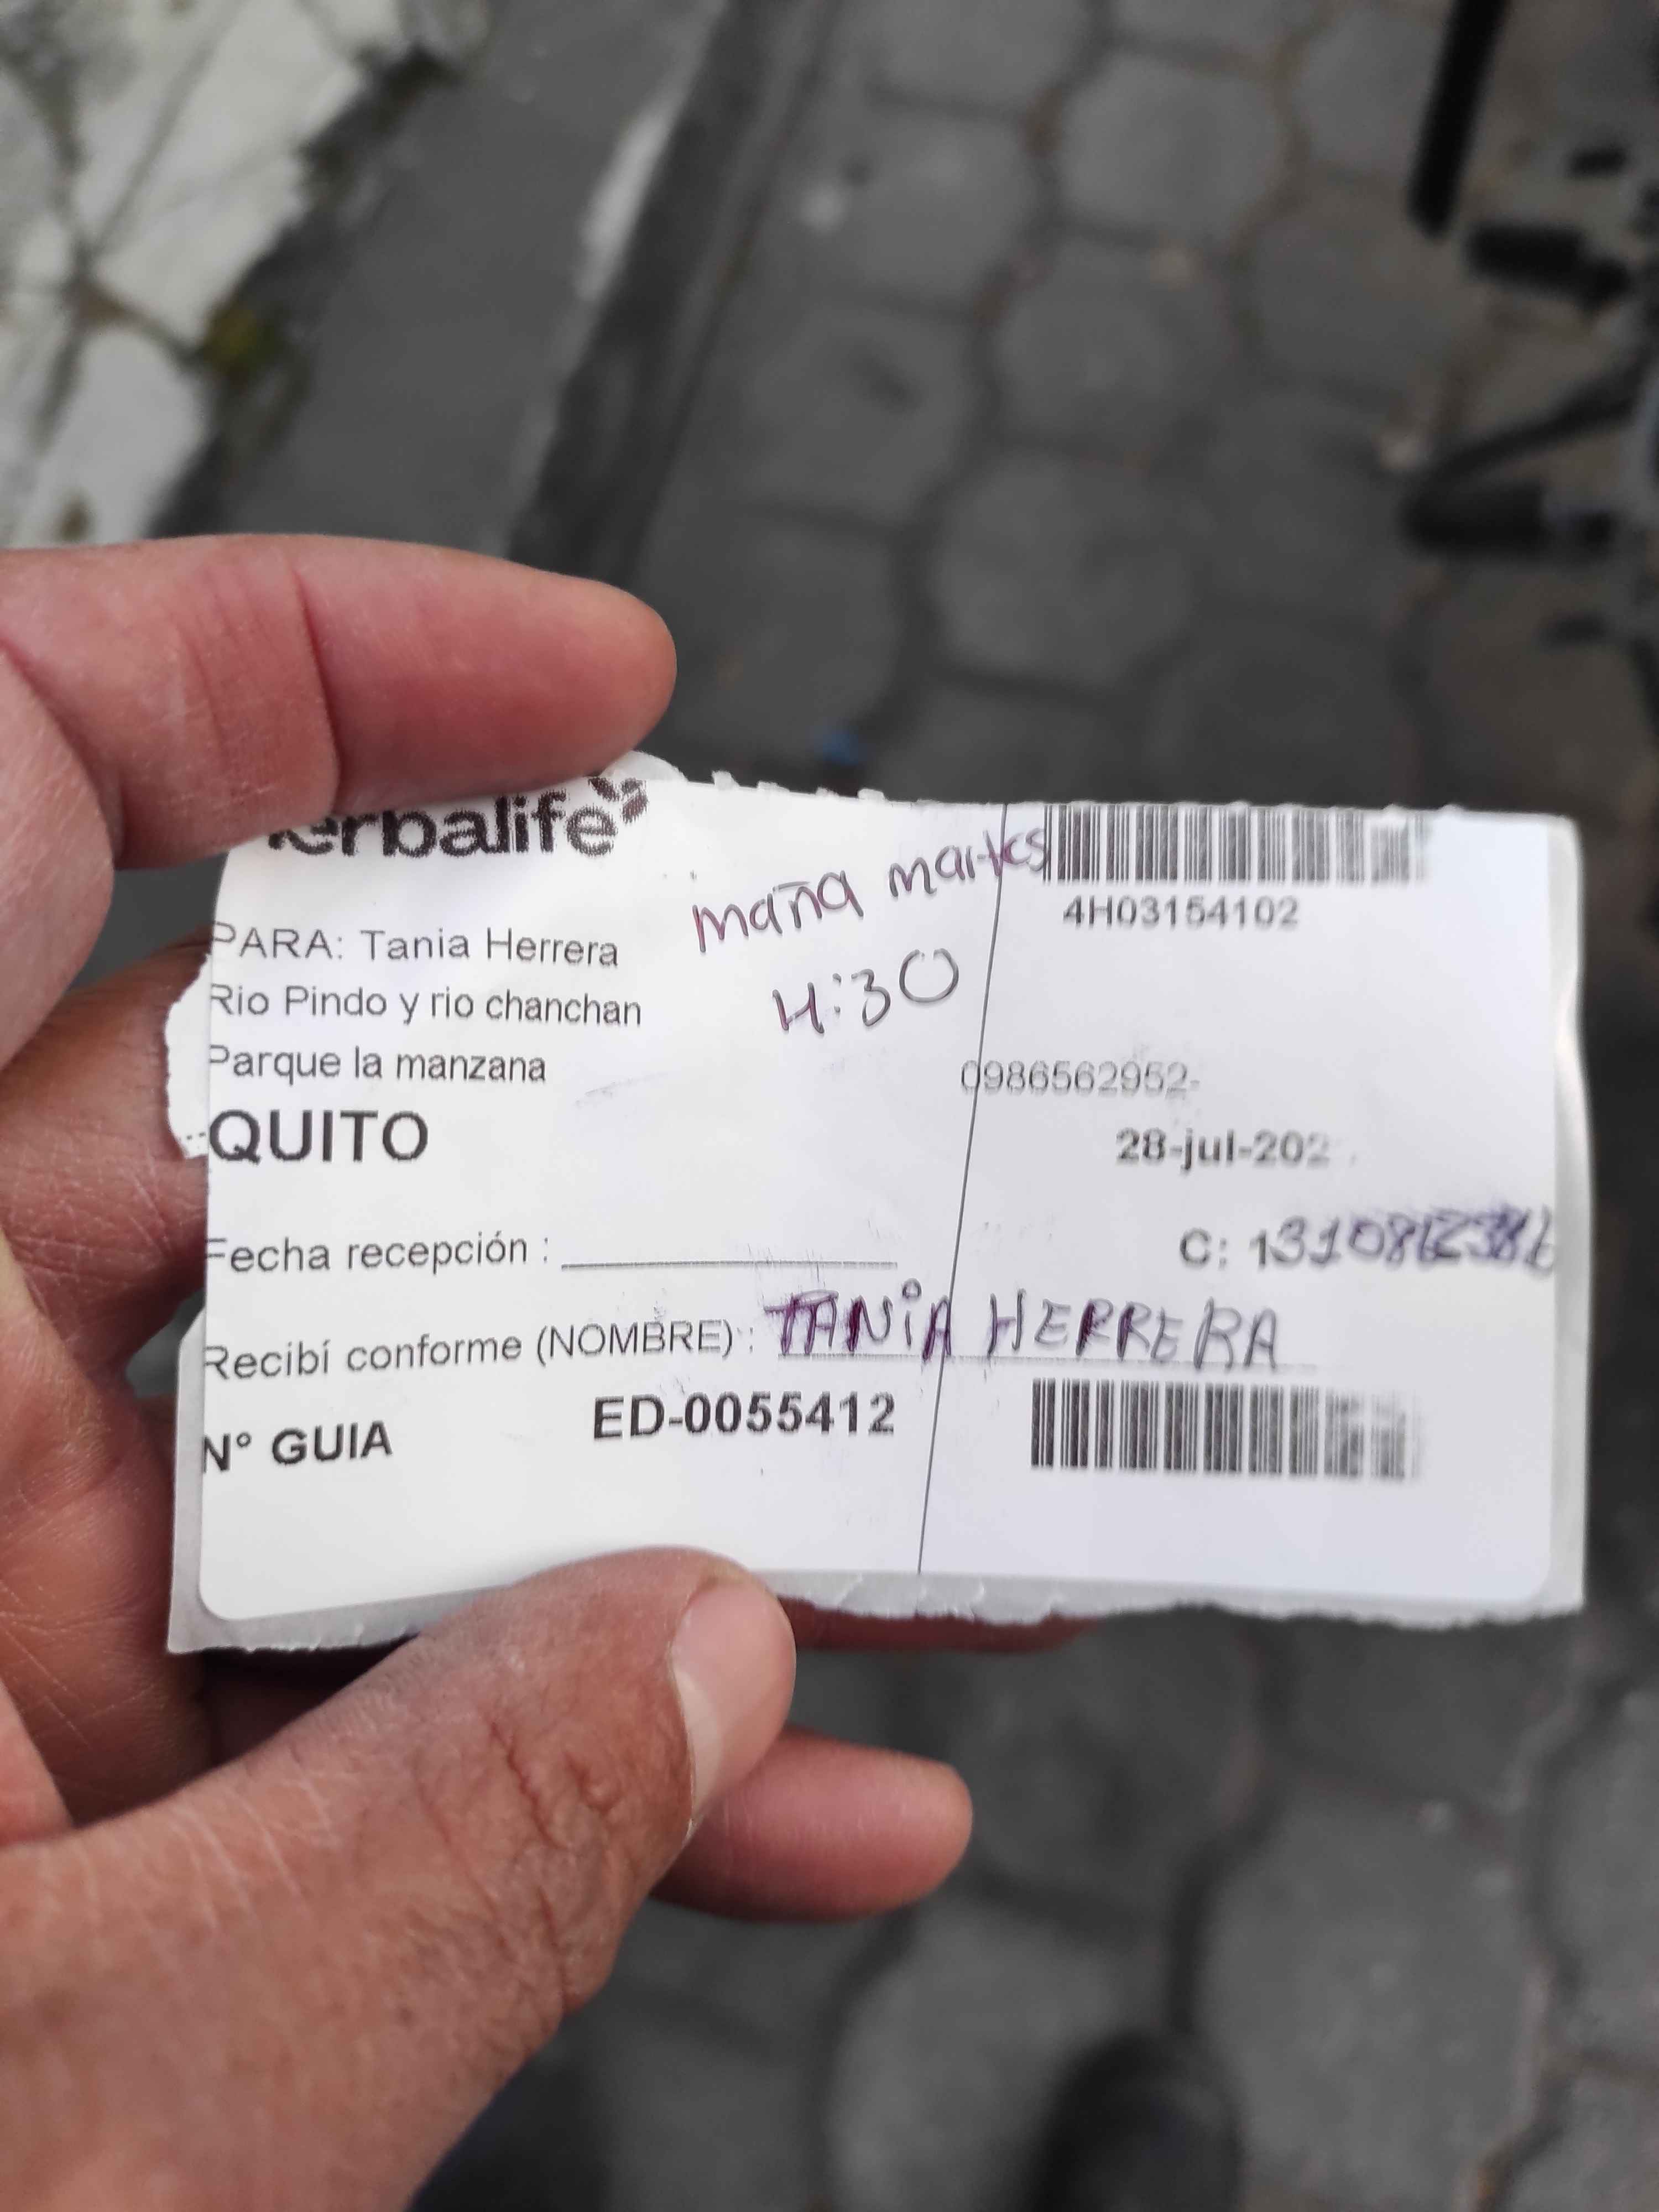 erbalife
maña martes
4H03154102
PARA: Tania Herrera
4:30
Rio Pindo y rio chanchan
Parque la manzana
0986562952-
QUITO
28-jul-202
Fecha recepción :
C:
Recibí conforme (NOMBRE) : TANiA HERRERA
N° GUIA ED-0055412